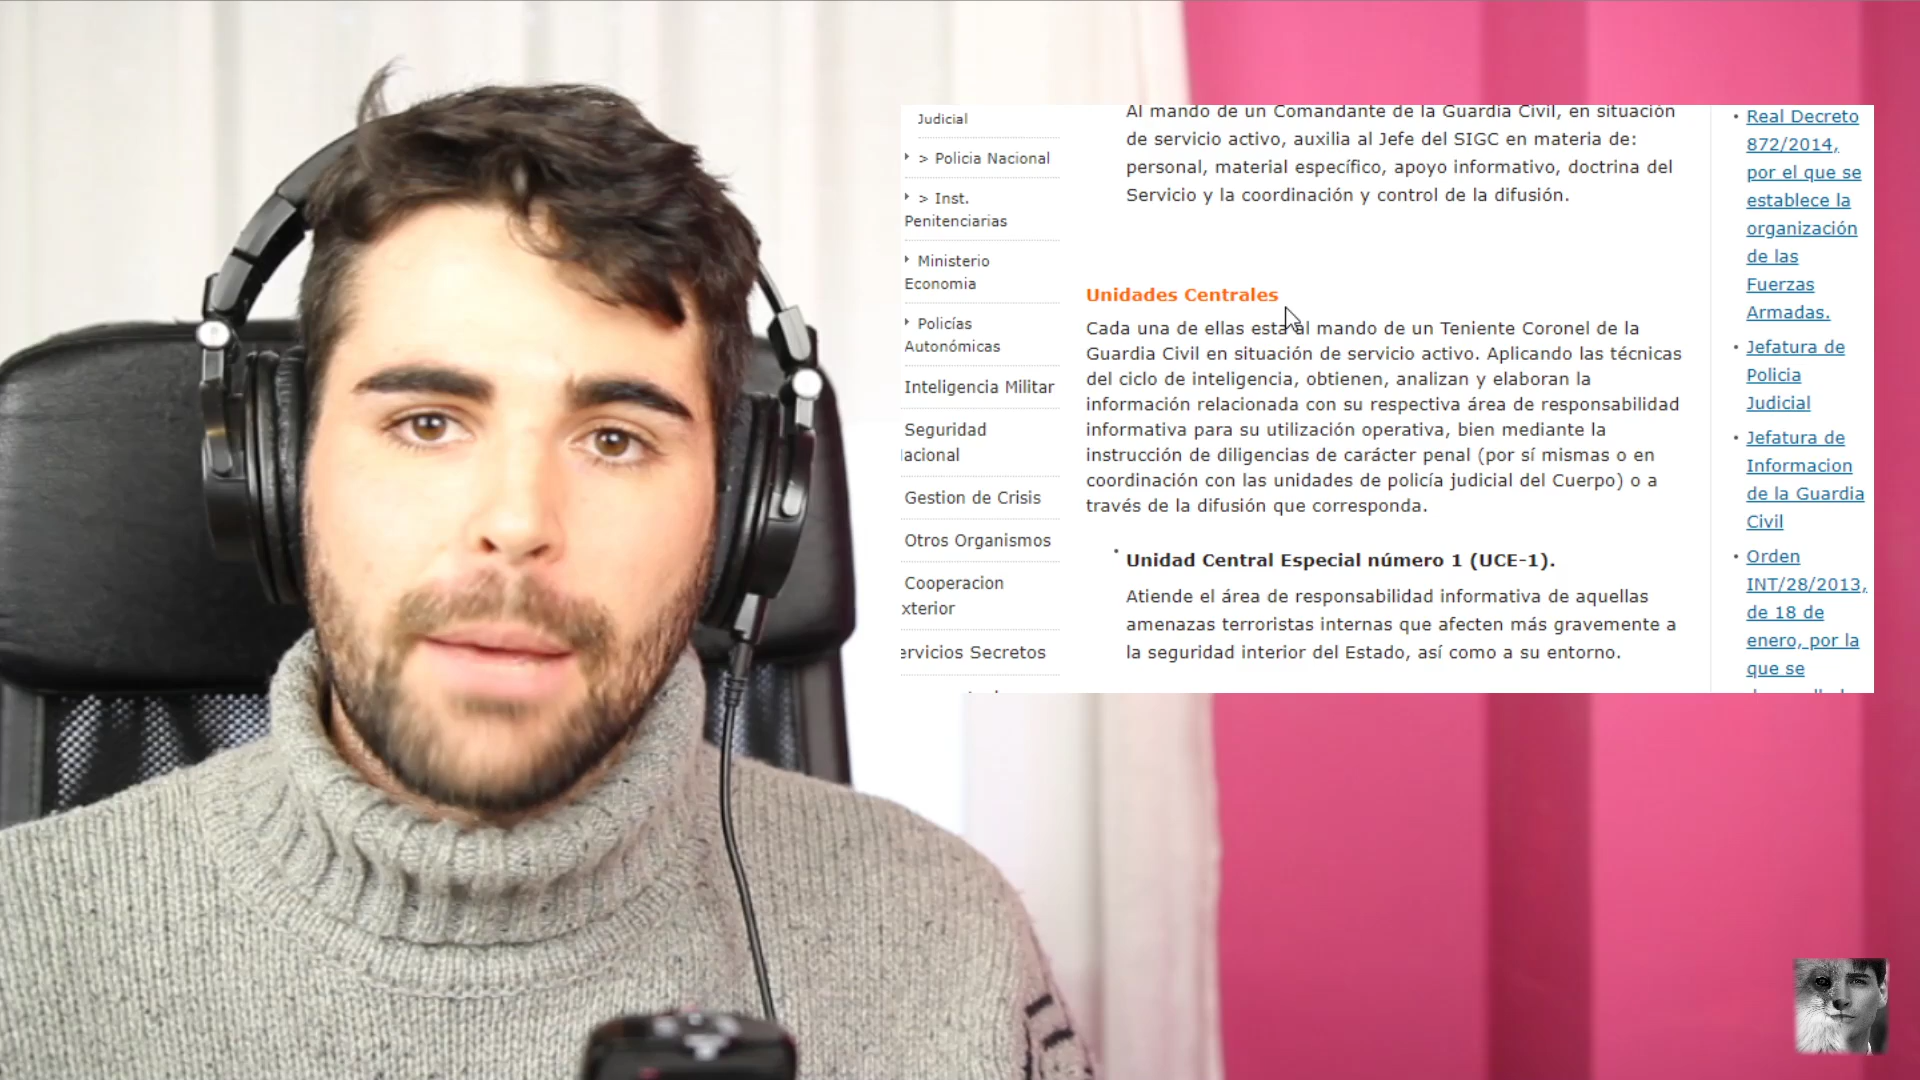 Judicial
> Policia Nacional
> Inst.
Penitenciarias
Ministerio
Economia
Policías
Autonómicas
Inteligencia Militar
Seguridad
acional
Gestion de Crisis
Otros Organismos
Cooperacion
xterior
ervicios Secretos
Al mando de un Comandante de la Guardia Civil, en situación
de servicio activo, auxilia al Jefe del SIGC en materia de:
personal, material específico, apoyo informativo, doctrina del
Servicio y la coordinación y control de la difusión.
Unidades Centrales
Cada una de ellas esta al mando de un Teniente Coronel de la
Guardia Civil en situación de servicio activo. Aplicando las técnicas
del ciclo de inteligencia, obtienen, analizan y elaboran la
información relacionada con su respectiva área de responsabilidad
informativa para su utilización operativa, bien mediante la
instrucción de diligencias de carácter penal (por sí mismas o en
coordinación con las unidades de policía judicial del Cuerpo) o a
través de la difusión que corresponda.
Unidad Central Especial número 1 (UCE-1).
Atiende el área de responsabilidad informativa de aquellas
amenazas terroristas internas que afecten más gravemente a
la seguridad interior del Estado, así como a su entorno.
Real Decreto
872/2014,
por el que se
establece la
organización
de las
Fuerzas
Armadas.
Jefatura de
Policia
Judicial
Jefatura de
Informacion
de la Guardia
Civil
Orden
INT/28/2013,
de 18 de
enero, por la
que se